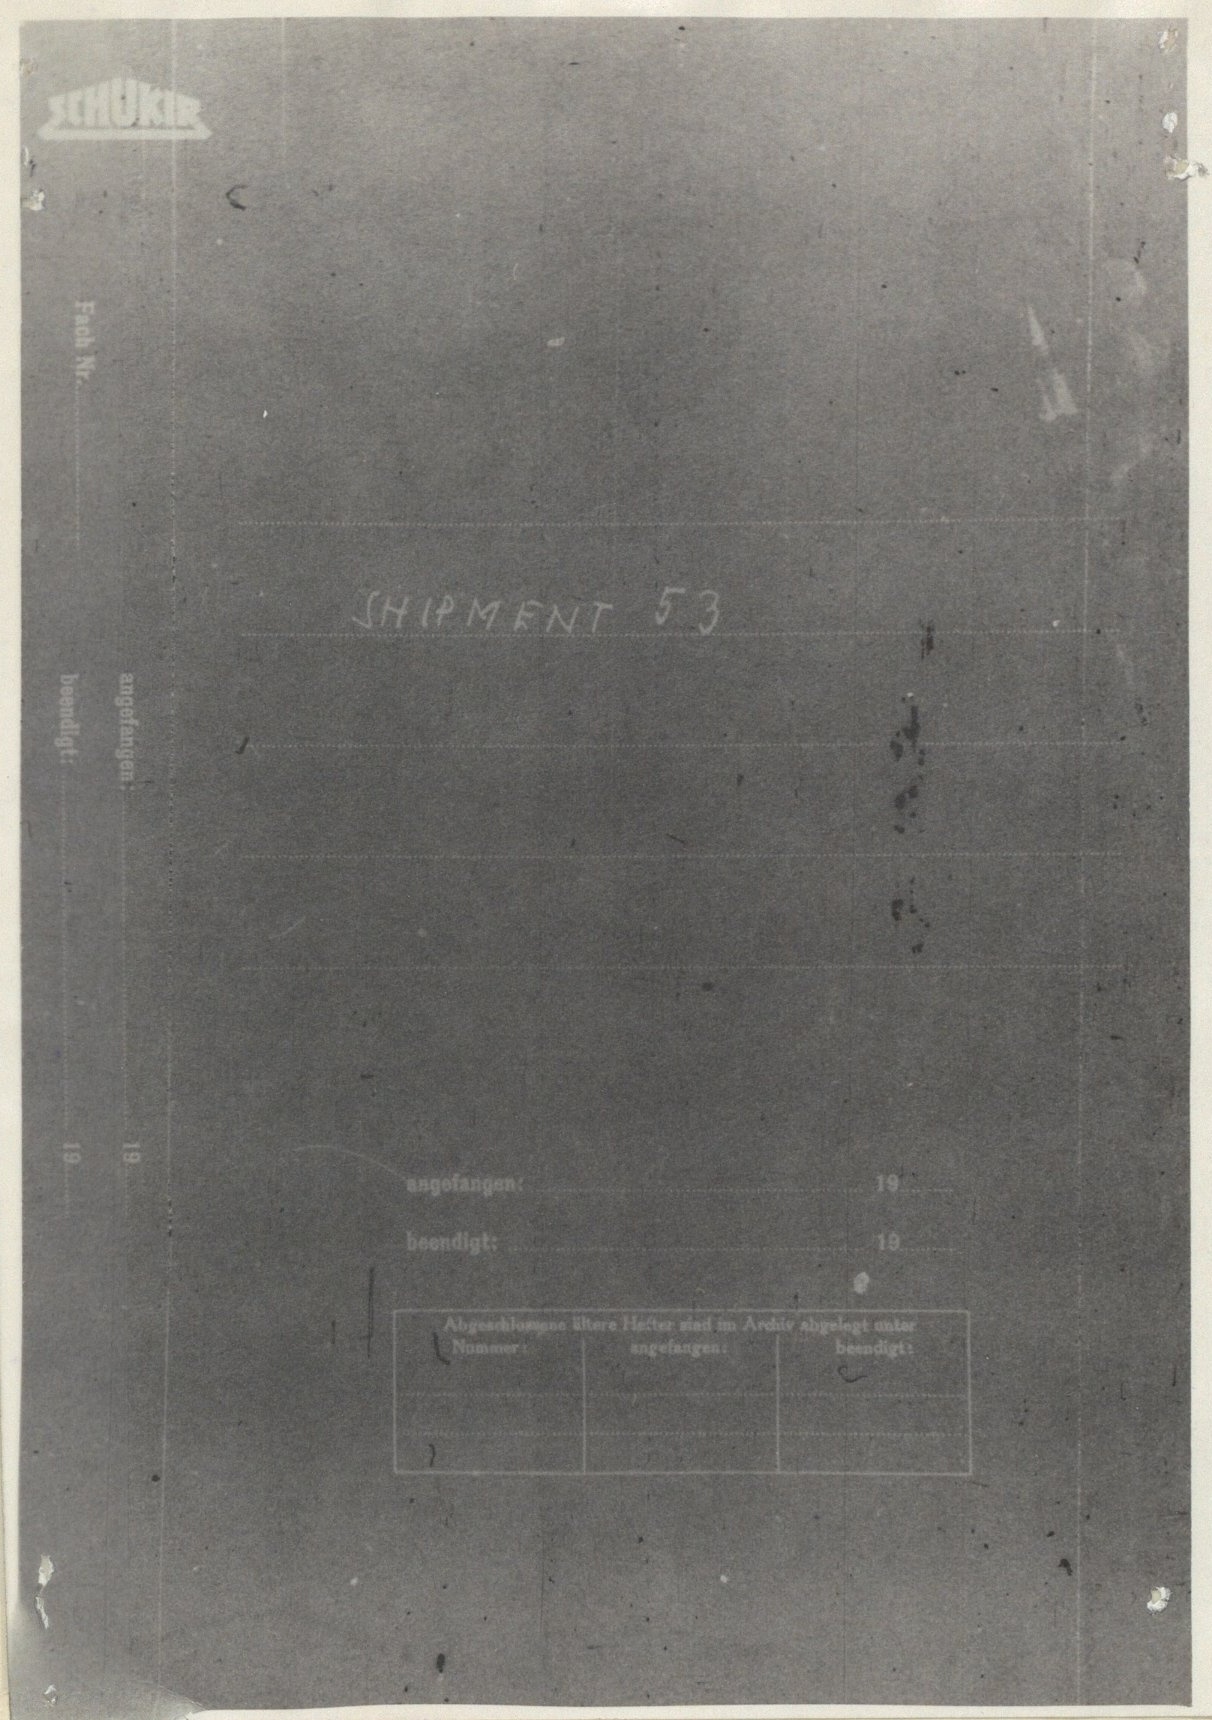 SCHUKIR
Fach Nr.
angefangen: 19
beendigt: 19
SHIPMENT 53
angefangen: 19
beendigt: 19
Abgeschlossene ältere Hefter sind im Archiv abgelegt unter
Nummer: angefangen: beendigt: